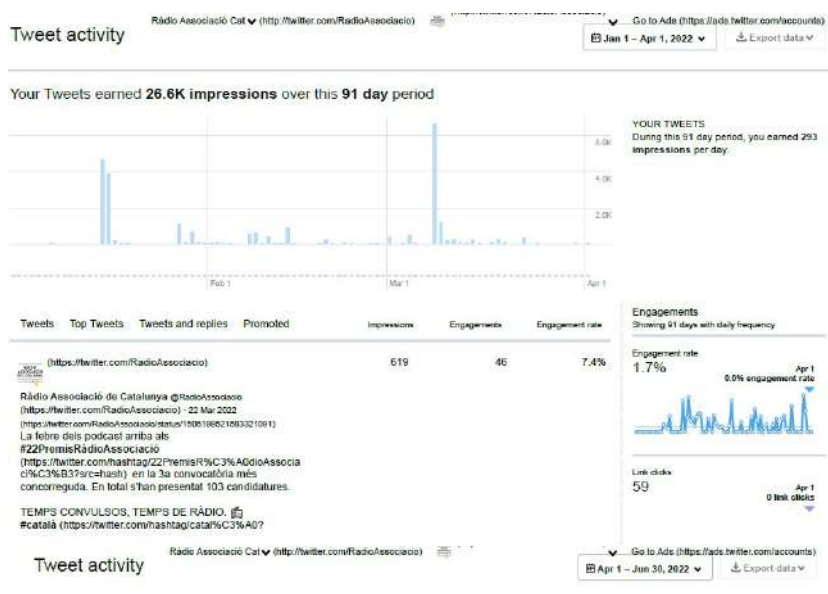 Ràdio Associació Cat (http://twitter.com/RadioAssociacio)
Go to Ads (https://ads.twitter.com/accounts)
Tweet activity
Jan 1 – Apr 1, 2022
Export data
Your Tweets earned 26.6K impressions over this 91 day period
YOUR TWEETS
During this 91 day period, you earned 293
impressions per day.
4.0K
2.0K
Feb 1
Mar 1
Apr 1
Tweets Top Tweets Tweets and replies Promoted Impressions Engagements Engagement rate
(https://twitter.com/RadioAssociacio) 619 46 7.4%
Ràdio Associació de Catalunya @RadioAssociacio
(https://twitter.com/RadioAssociacio) - 22 Mar 2022
La febre dels podcast arriba als
#22PremisRàdioAssociació
(https://twitter.com/hashtag/22PremisR%C3%A0dioAssocia
ci%C3%B3?src=hash) en la 3a convocatòria més
concorreguda. En total s'han presentat 103 candidatures.
TEMPS CONVULSOS, TEMPS DE RÀDIO.
#català (https://twitter.com/hashtag/catal%C3%A0?
Engagements
Showing 91 days with daily frequency
Engagement rate
1.7%
Apr 1
0.0% engagement rate
Link clicks
59
Apr 1
0 link clicks
Ràdio Associació Cat (http://twitter.com/RadioAssociacio)
Go to Ads (https://ads.twitter.com/accounts)
Tweet activity
Apr 1 – Jun 30, 2022
Export data